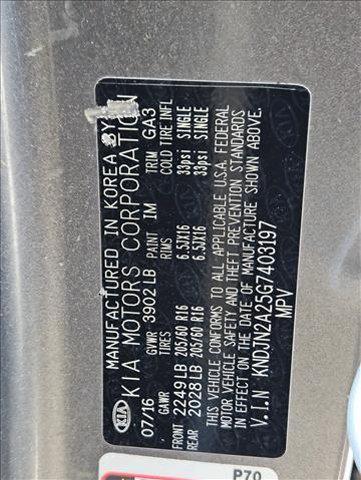 MANUFACTURED IN KOREA BY
KIA MOTORS CORPORATION
KIA
07/16 GVWR 3902 LB PAINT IM TRIM GA3
GAWR TIRES RIMS COLD TIRE INFL
FRONT 2249 LB 205/60 R16 6.5JX16 33psi SINGLE
REAR 2028 LB 205/60 R16 6.5JX16 33psi SINGLE
THIS VEHICLE CONFORMS TO ALL APPLICABLE U.S.A. FEDERAL
MOTOR VEHICLE SAFETY AND THEFT PREVENTION STANDARDS
IN EFFECT ON THE DATE OF MANUFACTURE SHOWN ABOVE.
V.I.N KNDJN2A25G7403197
MPV
P70